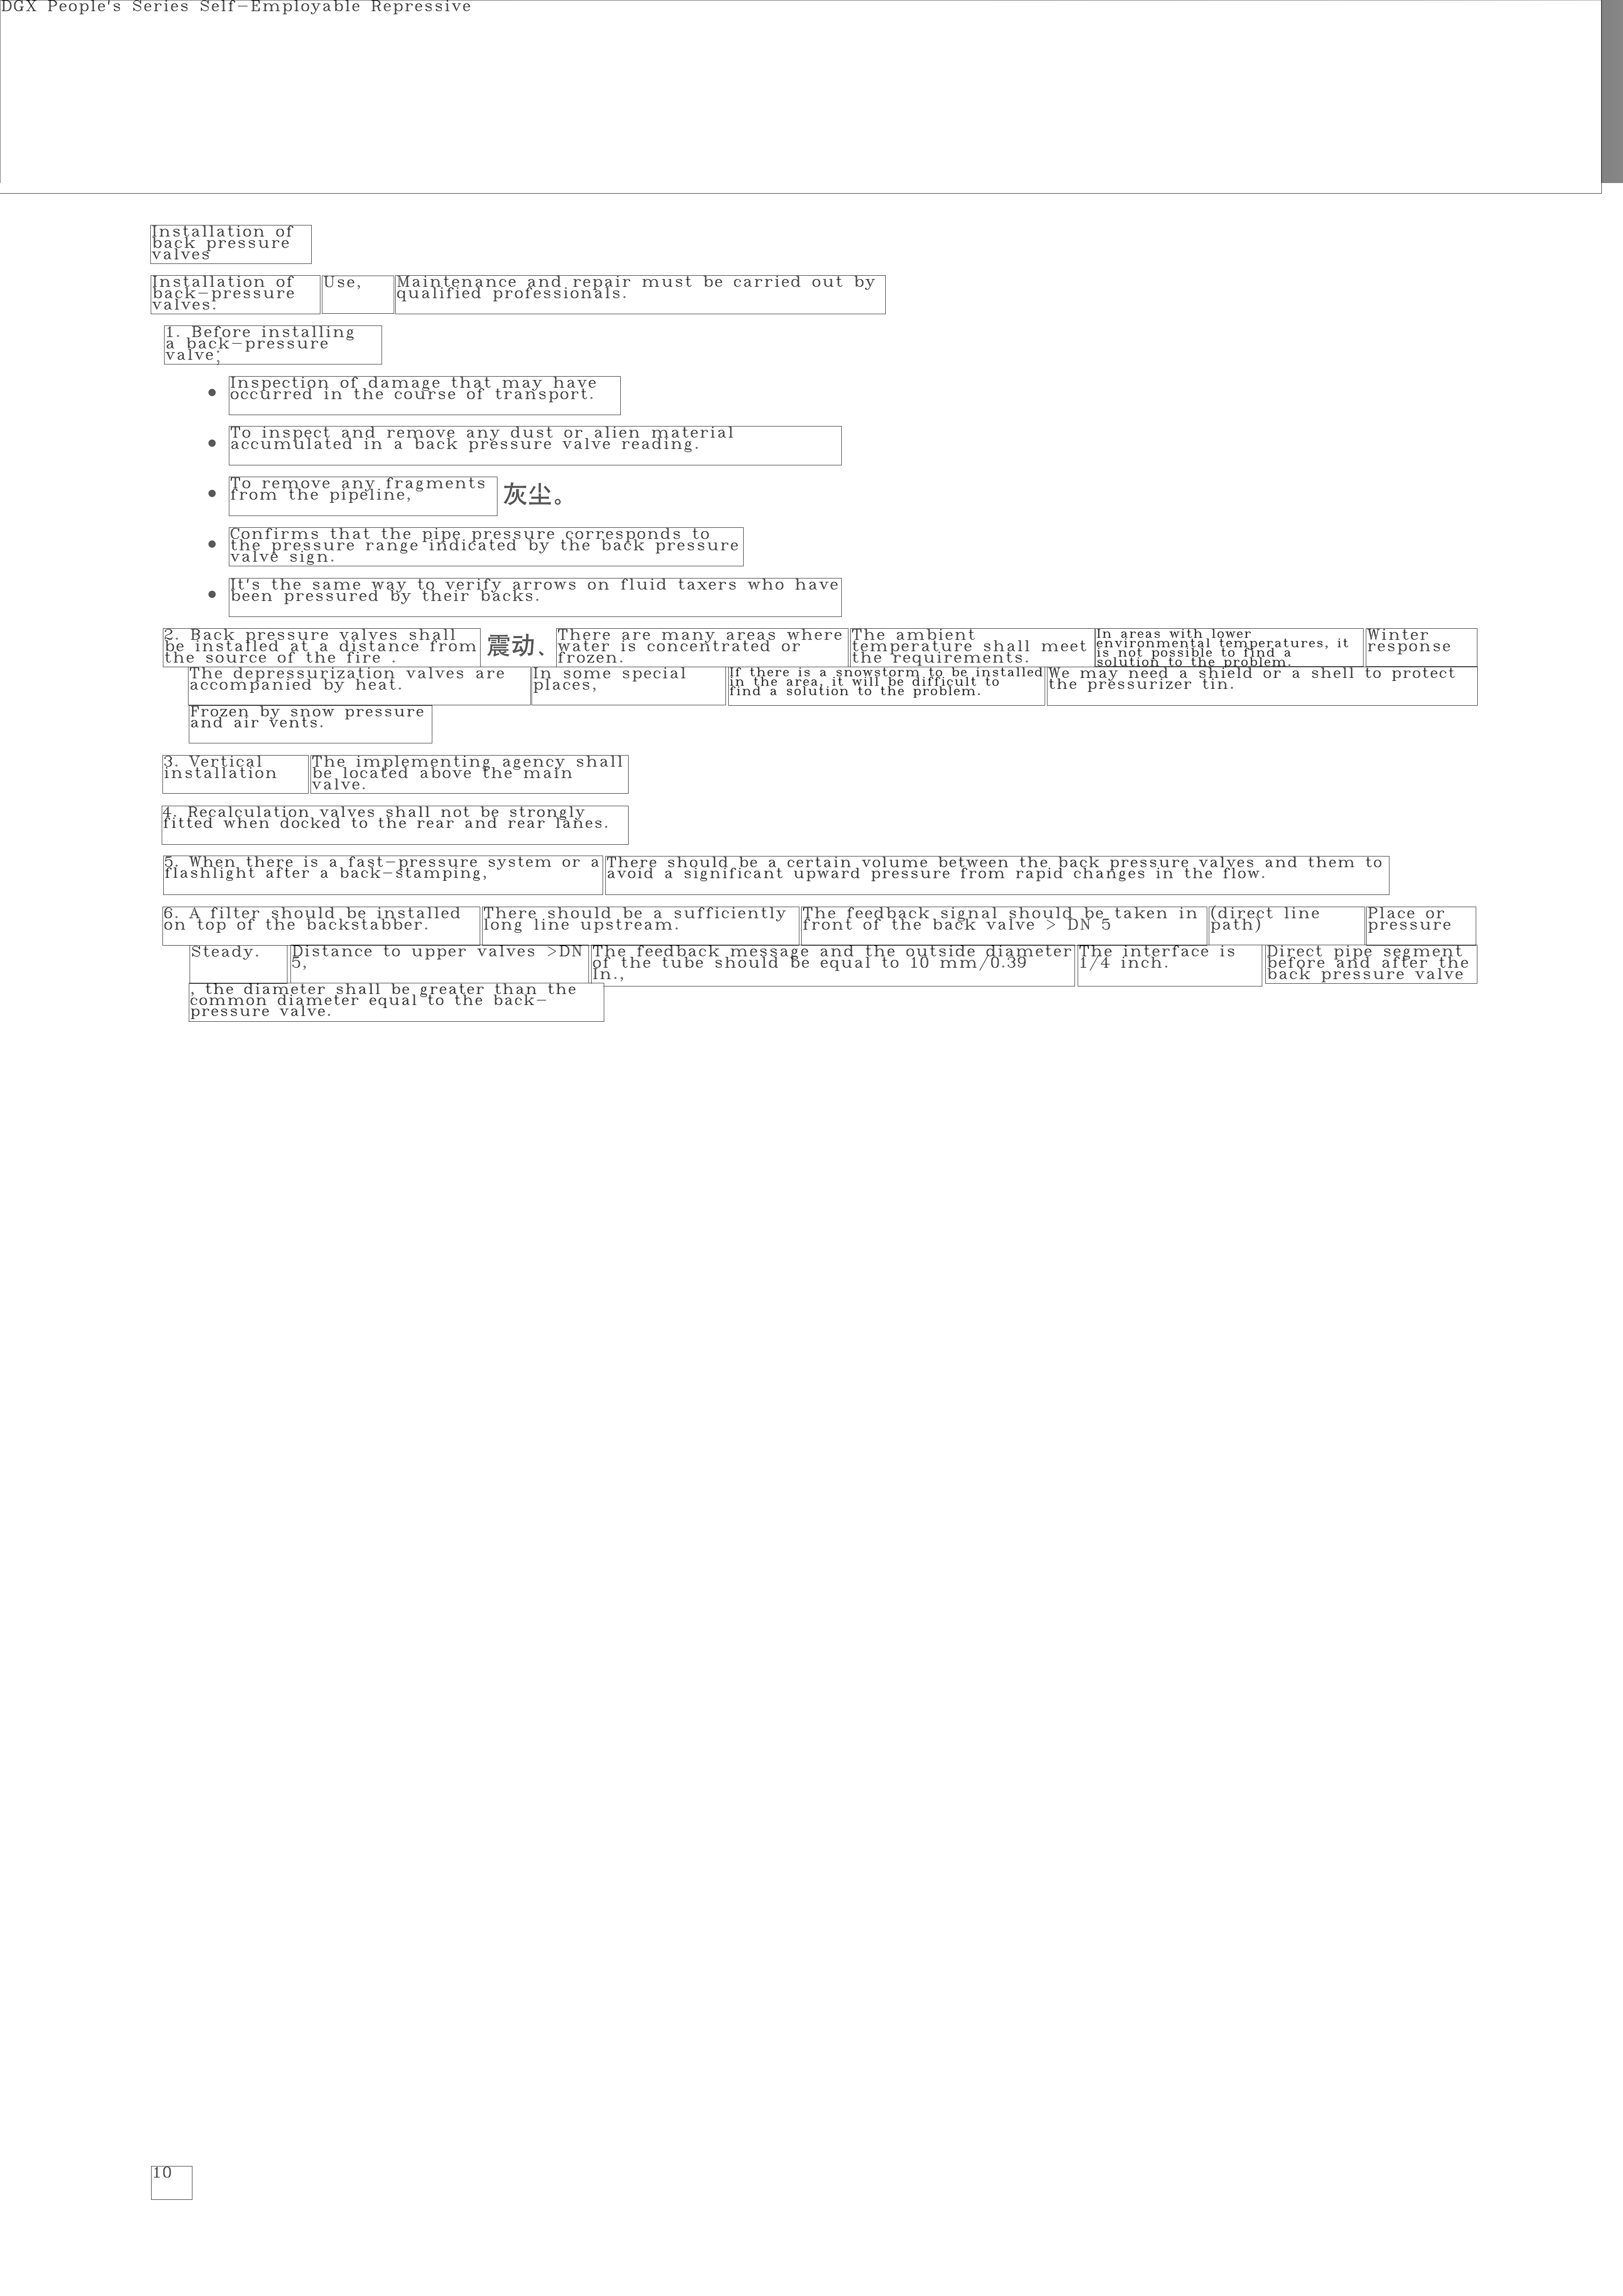 DGX People's Series Self-Employable Repressive
Installation of
back pressure
valves
Installation of
back-pressure
valves.
Use,
Maintenance and repair must be carried out by
qualified professionals.
1. Before installing
a back-pressure
valve;
• Inspection of damage that may have
occurred in the course of transport.
• To inspect and remove any dust or alien material
accumulated in a back pressure valve reading.
• To remove any fragments
from the pipeline,
灰尘。
• Confirms that the pipe pressure corresponds to
the pressure range indicated by the back pressure
valve sign.
• It's the same way to verify arrows on fluid taxers who have
been pressured by their backs.
2. Back pressure valves shall
be installed at a distance from
the source of the fire .
震动、
There are many areas where
water is concentrated or
frozen.
The ambient
temperature shall meet
the requirements.
In areas with lower
environmental temperatures, it
is not possible to find a
solution to the problem.
Winter
response
The depressurization valves are
accompanied by heat.
In some special
places,
If there is a snowstorm to be installed
in the area, it will be difficult to
find a solution to the problem.
We may need a shield or a shell to protect
the pressurizer tin.
Frozen by snow pressure
and air vents.
3. Vertical
installation
The implementing agency shall
be located above the main
valve.
4. Recalculation valves shall not be strongly
fitted when docked to the rear and rear lanes.
5. When there is a fast-pressure system or a
flashlight after a back-stamping,
There should be a certain volume between the back pressure valves and them to
avoid a significant upward pressure from rapid changes in the flow.
6. A filter should be installed
on top of the backstabber.
There should be a sufficiently
long line upstream.
The feedback signal should be taken in
front of the back valve > DN 5
(direct line
path)
Place or
pressure
Steady.
Distance to upper valves >DN
5,
The feedback message and the outside diameter
of the tube should be equal to 10 mm/0.39
In.,
The interface is
1/4 inch.
Direct pipe segment
before and after the
back pressure valve
, the diameter shall be greater than the
common diameter equal to the back-
pressure valve.
10